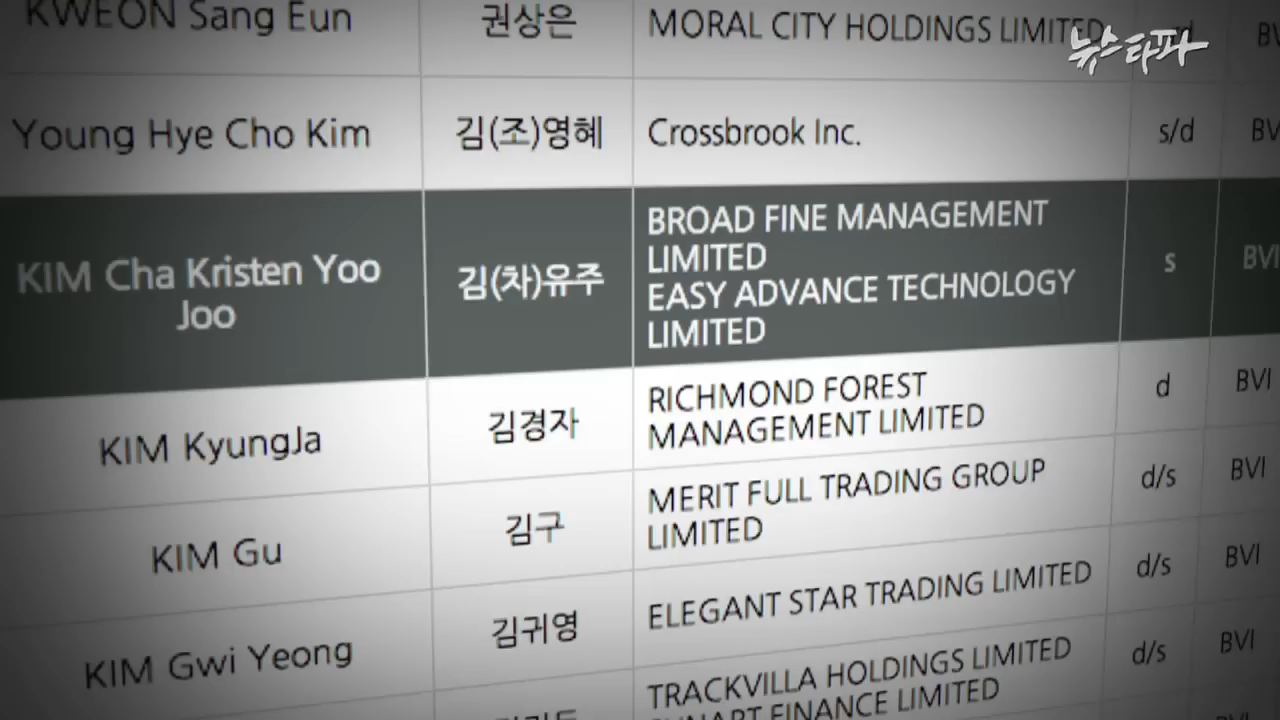 KWEON Sang Eun 권상은 MORAL CITY HOLDINGS LIMITED
뉴스타파
Young Hye Cho Kim 김(조)영혜 Crossbrook Inc. s/d BV
KIM Cha Kristen Yoo
Joo
김(차)유주
BROAD FINE MANAGEMENT
LIMITED
EASY ADVANCE TECHNOLOGY
LIMITED
s BVI
KIM KyungJa 김경자
RICHMOND FOREST
MANAGEMENT LIMITED
d BVI
KIM Gu 김구
MERIT FULL TRADING GROUP
LIMITED
d/s BVI
KIM Gwi Yeong 김귀영 ELEGANT STAR TRADING LIMITED d/s BVI
TRACKVILLA HOLDINGS LIMITED
FINANCE LIMITED
d/s BVI